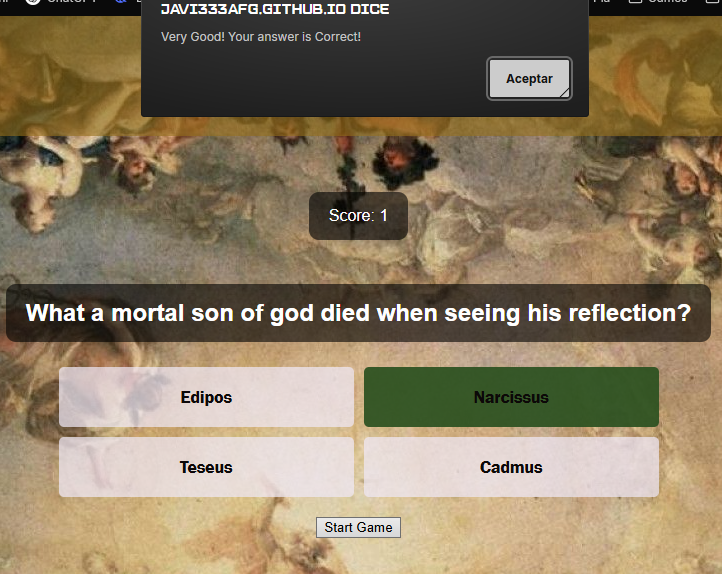 ChatGPT
JAVI333AFG.GITHUB.IO DICE
Very Good! Your answer is Correct!
Aceptar
Score: 1
What a mortal son of god died when seeing his reflection?
Edipos
Narcissus
Teseus
Cadmus
Start Game